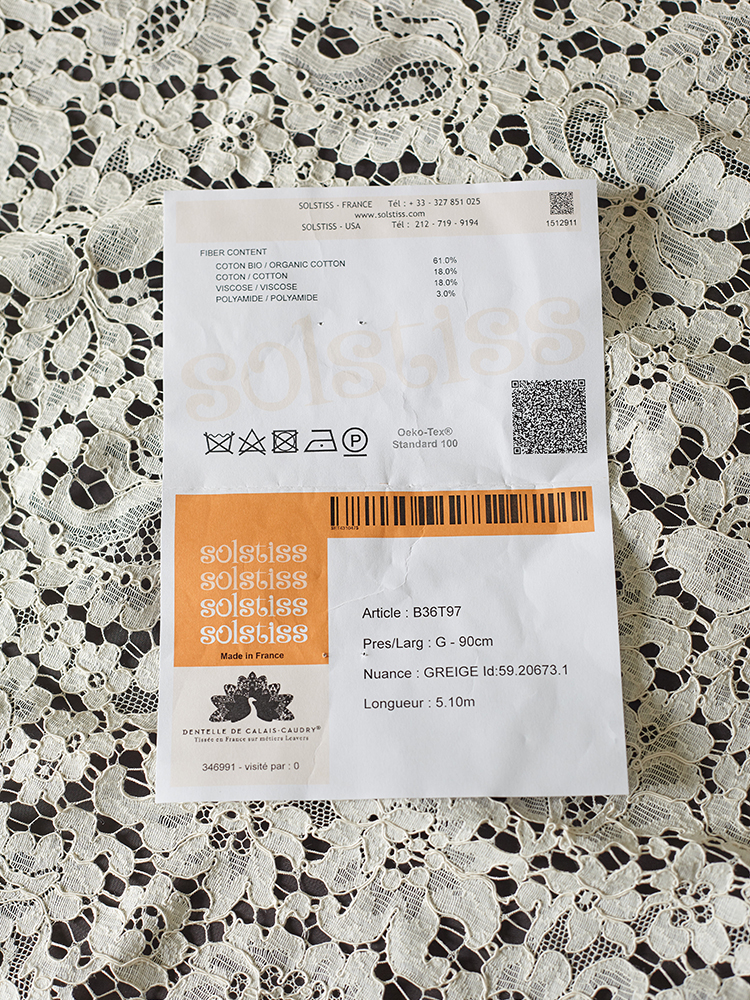 SOLSTISS - FRANCE Tél : + 33 - 327 851 025
www.solstiss.com
SOLSTISS - USA Tél : 212 - 719 - 9194
1512911
FIBER CONTENT
COTON BIO / ORGANIC COTTON 61.0%
COTON / COTTON 18.0%
VISCOSE / VISCOSE 18.0%
POLYAMIDE / POLYAMIDE 3.0%
solstiss
P
Oeko-Tex®
Standard 100
solstiss
solstiss
solstiss
solstiss
Made in France
Article : B36T97
Pres/Larg : G - 90cm
Nuance : GREIGE Id:59.20673.1
Longueur : 5.10m
DENTELLE DE CALAIS-CAUDRY®
Tissée en France sur métiers Leavers
346991 - visité par : 0